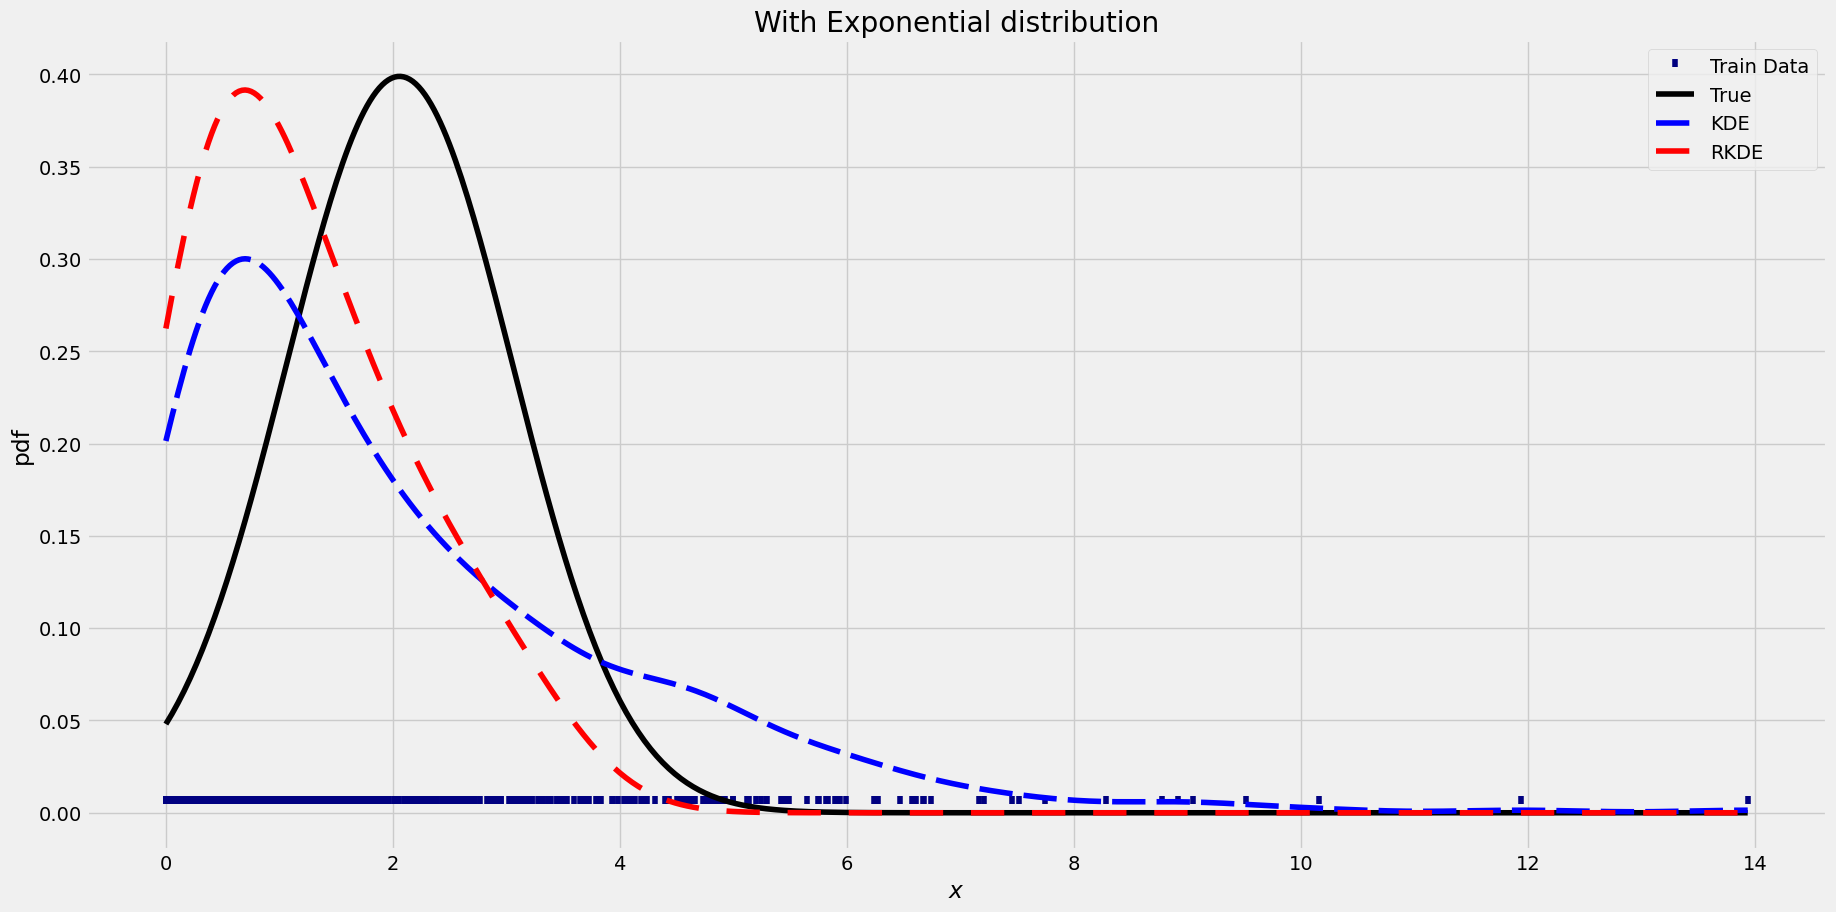 With Exponential distribution
Train Data
True
KDE
RKDE
0.40
0.35
0.30
0.25
0.20
0.15
0.10
0.05
0.00
pdf
0 2 4 6 8 10 12 14
x